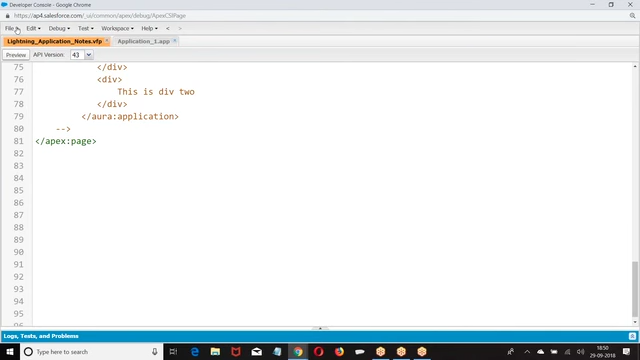 Developer Console - Google Chrome
https://ap4.salesforce.com/_ui/common/apex/debug/ApexCSIPage
File Edit Debug Test Workspace Help < >
Lightning_Application_Notes.vfp Application_1.app
Preview API Version: 43
75 </div>
76 <div>
77 This is div two
78 </div>
79 </aura:application>
80 -->
81 </apex:page>
82
83
84
85
86
87
88
89
90
91
92
93
94
95
96
Logs, Tests, and Problems
Type here to search
18:50
29-09-2018